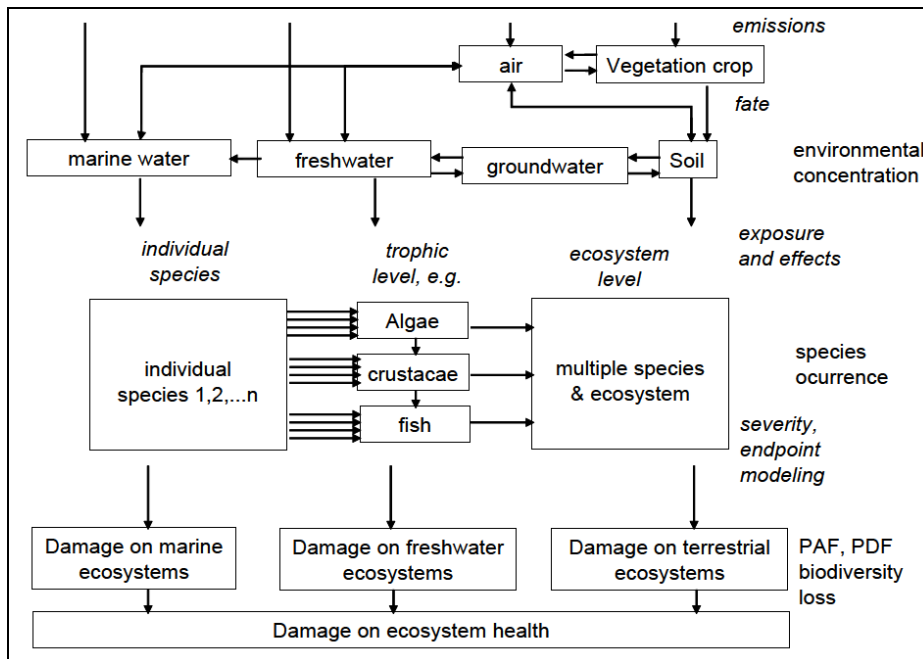 emissions
air
Vegetation crop
fate
marine water
freshwater
groundwater
Soil
environmental
concentration
individual
species
trophic
level, e.g.
ecosystem
level
exposure
and effects
individual
species 1,2,...n
Algae
crustacae
fish
multiple species
& ecosystem
species
ocurrence
severity,
endpoint
modeling
Damage on marine
ecosystems
Damage on freshwater
ecosystems
Damage on terrestrial
ecosystems
PAF, PDF
biodiversity
loss
Damage on ecosystem health